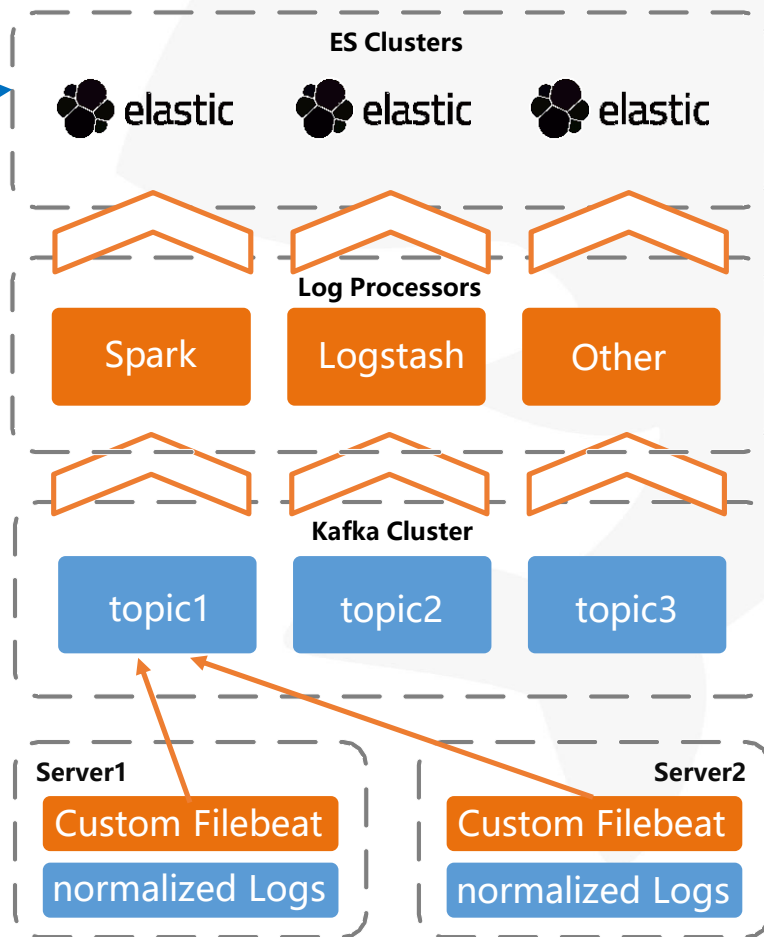 ES Clusters
elastic elastic elastic
Log Processors
Spark Logstash Other
Kafka Cluster
topic1 topic2 topic3
Server1 Server2
Custom Filebeat Custom Filebeat
normalized Logs normalized Logs